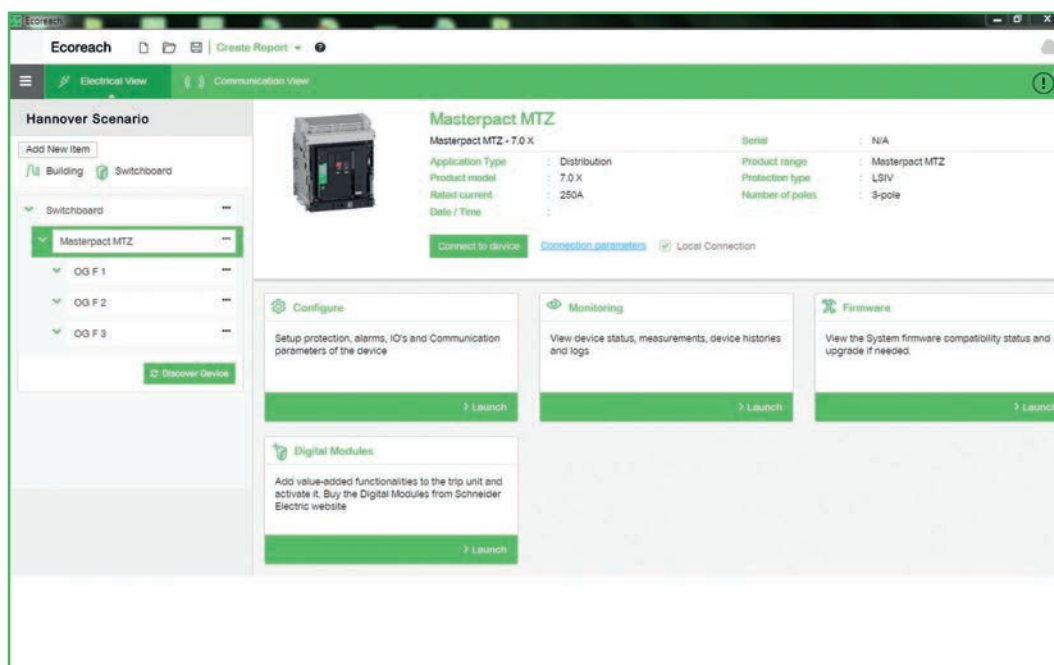 Ecoreach
Ecoreach Create Report
Electrical View Communication View
Hannover Scenario
Add New Item
Building Switchboard
Switchboard
Masterpact MTZ
OG F 1
OG F 2
OG F 3
Discover Device
Masterpact MTZ
Masterpact MTZ - 7.0 X Serial : N/A
Application Type : Distribution Product range : Masterpact MTZ
Product model : 7.0 X Protection type : LSIV
Rated current : 250A Number of poles : 3-pole
Date / Time :
Connect to device Connection parameters Local Connection
Configure
Setup protection, alarms, IO's and Communication
parameters of the device
> Launch
Monitoring
View device status, measurements, device histories
and logs
> Launch
Firmware
View the System firmware compatibility status and
upgrade if needed.
> Launch
Digital Modules
Add value-added functionalities to the trip unit and
activate it, Buy the Digital Modules from Schneider
Electric website
> Launch